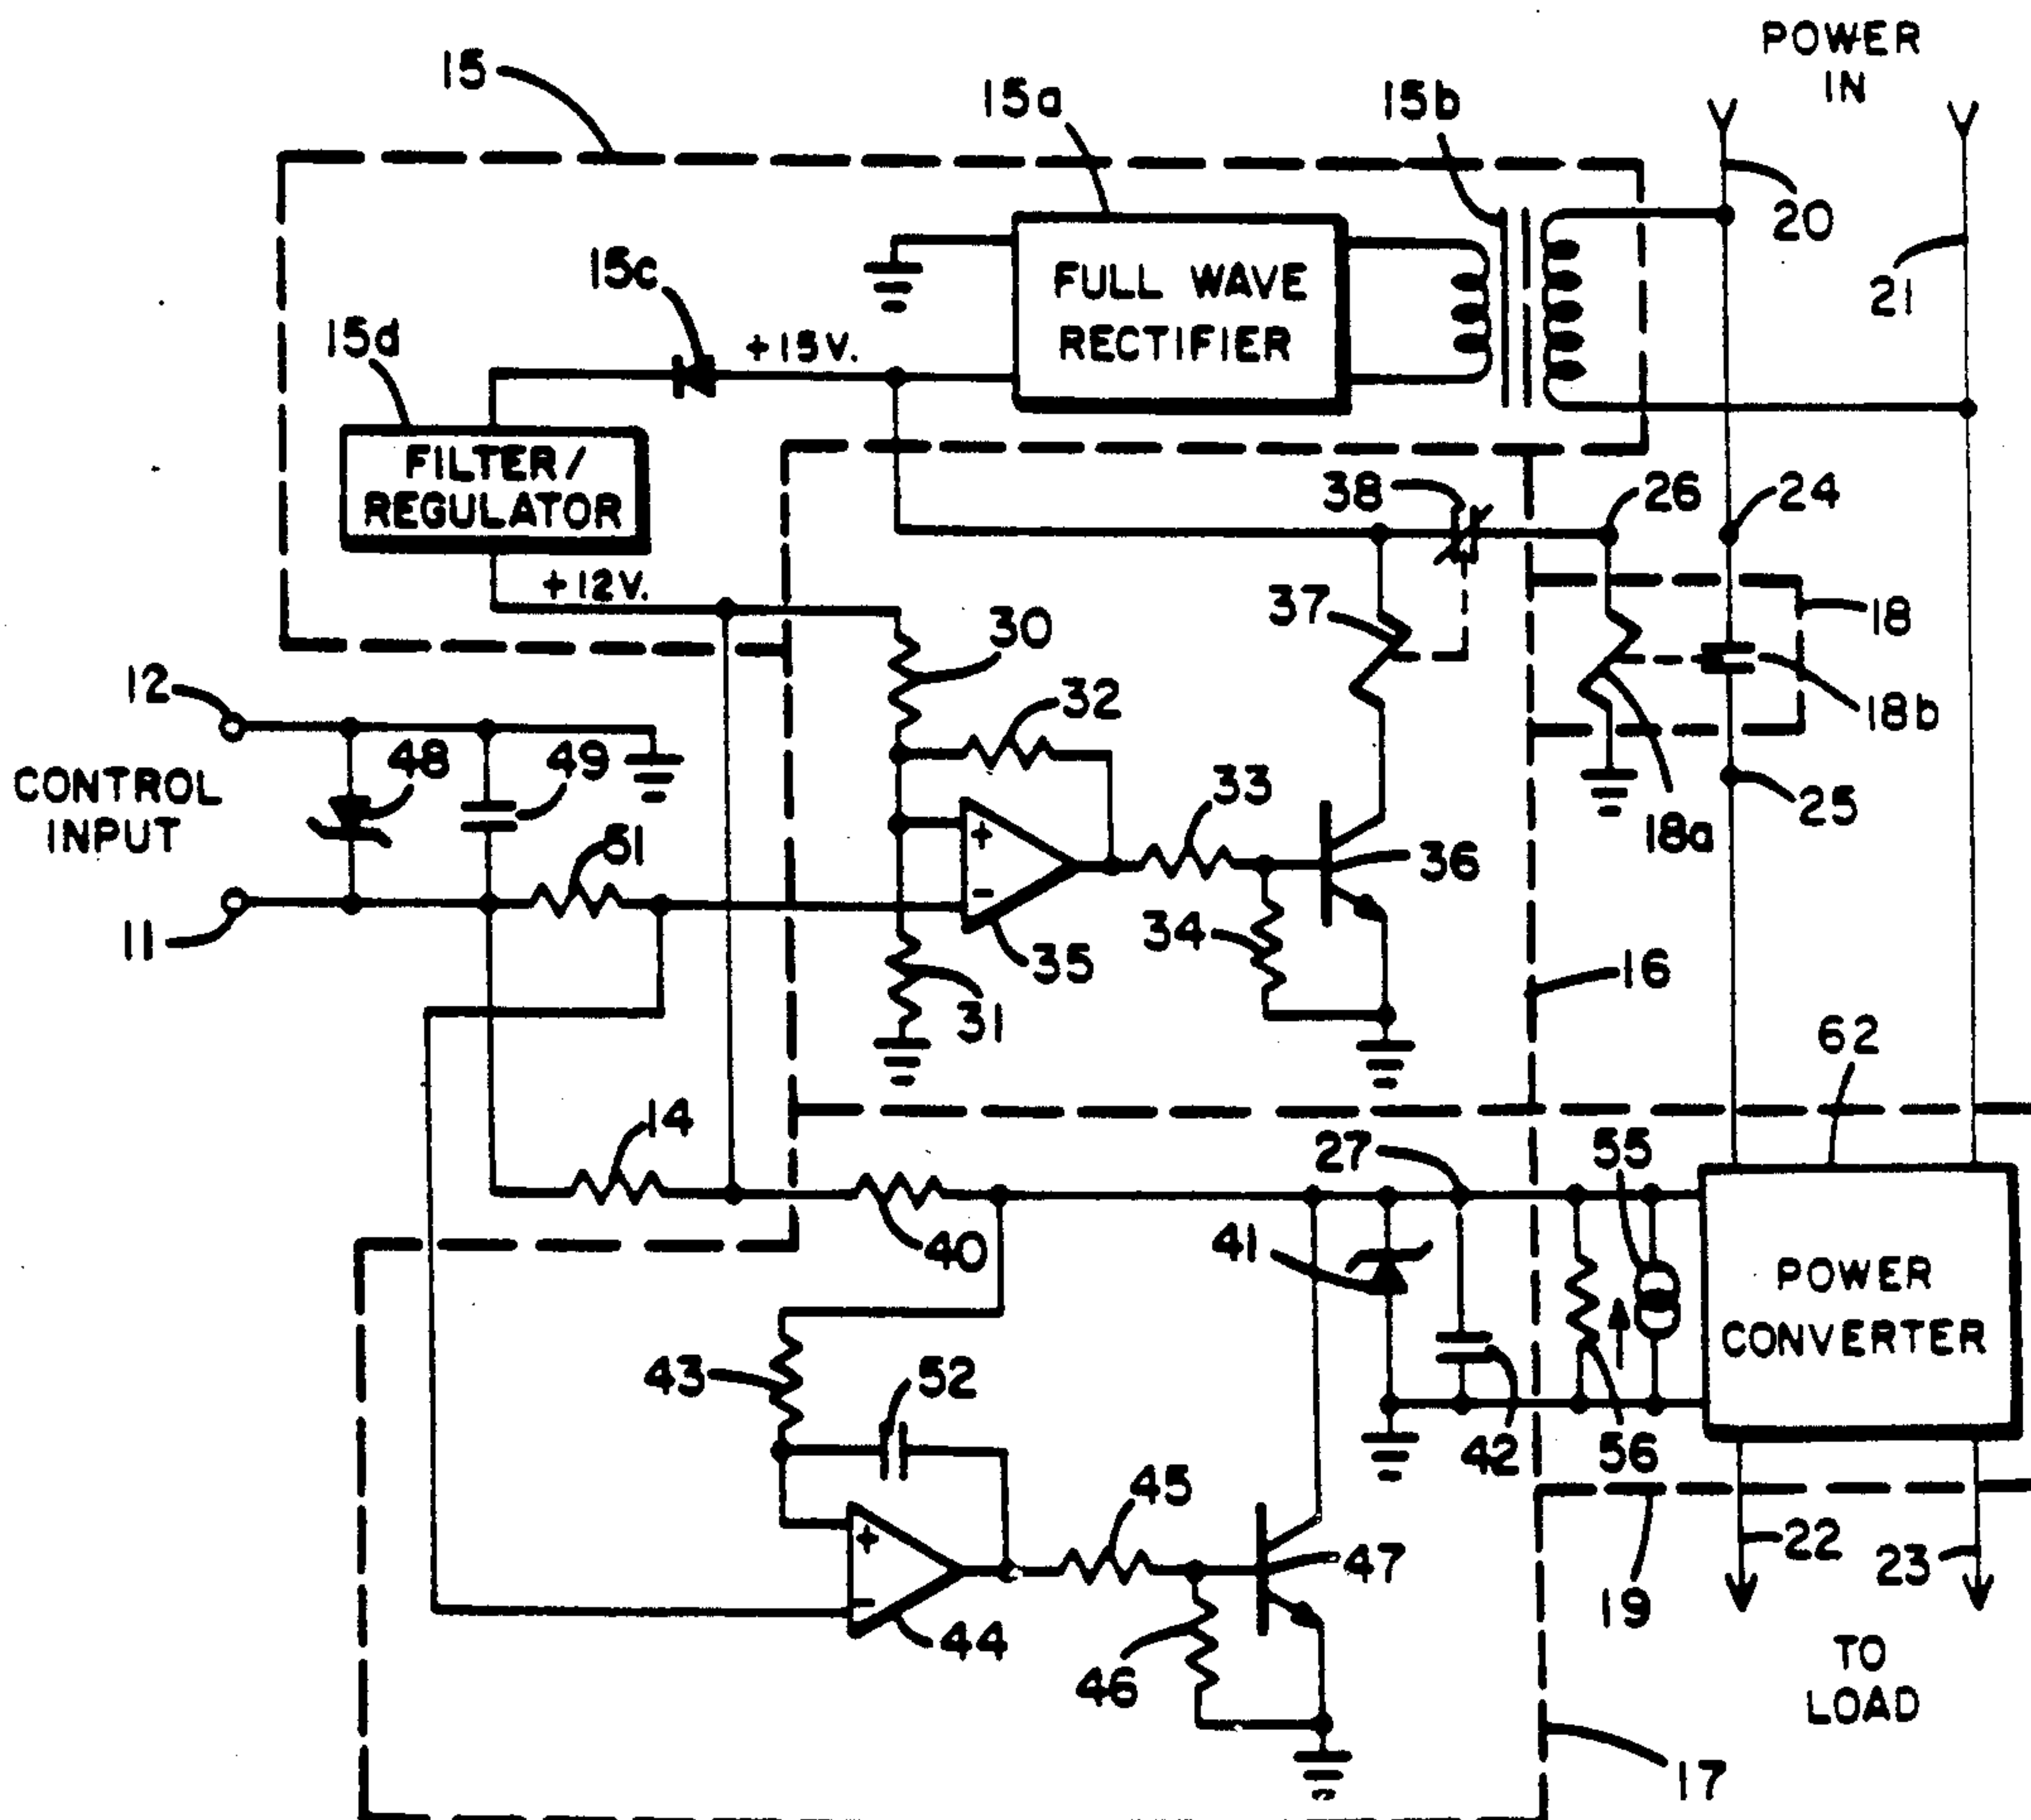 POWER
IN
15
15a
15b
20
21
15c
FULL WAVE
RECTIFIER
+15V.
15d
FILTER/
REGULATOR
+12V.
38
26
24
37
18
30
12
32
18b
48
49
CONTROL
INPUT
33
25
51
+
18a
36
-
11
34
35
16
31
62
14
27
55
40
41
POWER
CONVERTER
43
52
42
56
45
+
47
22
23
-
19
44
46
TO
LOAD
17